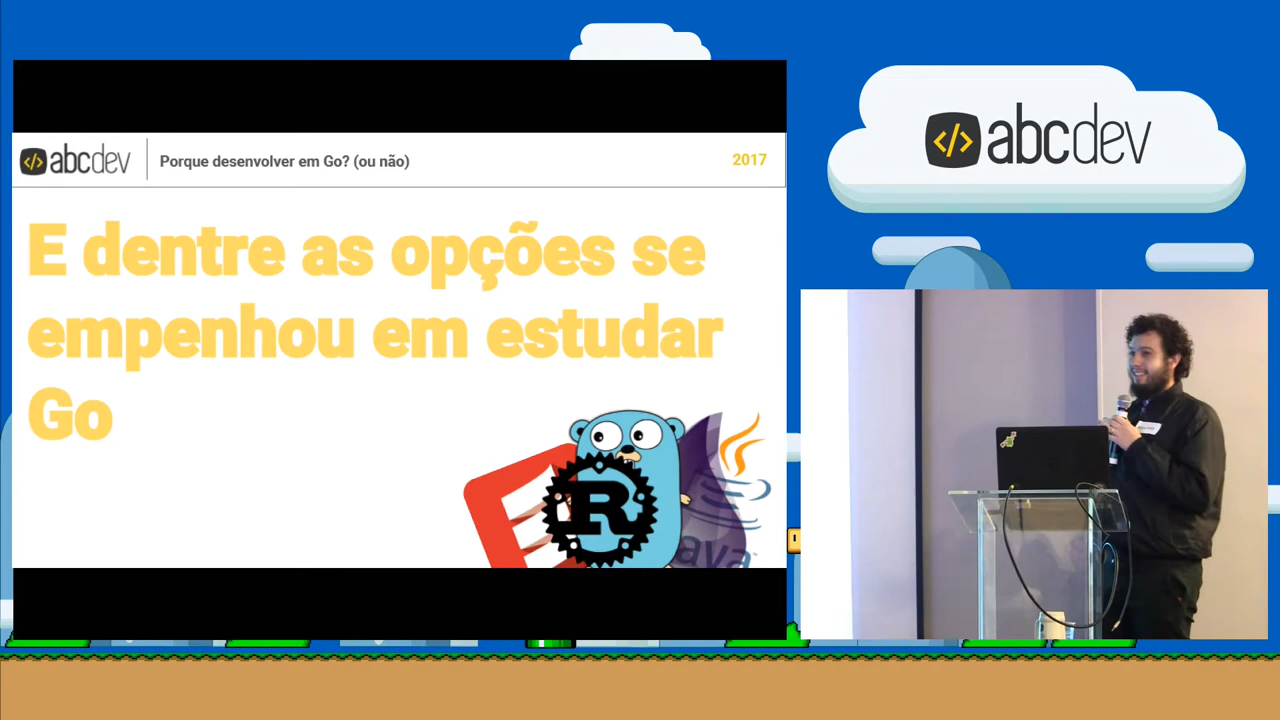 abcdev
Porque desenvolver em Go? (ou não)
2017
E dentre as opções se
empenhou em estudar
Go
R
abcdev